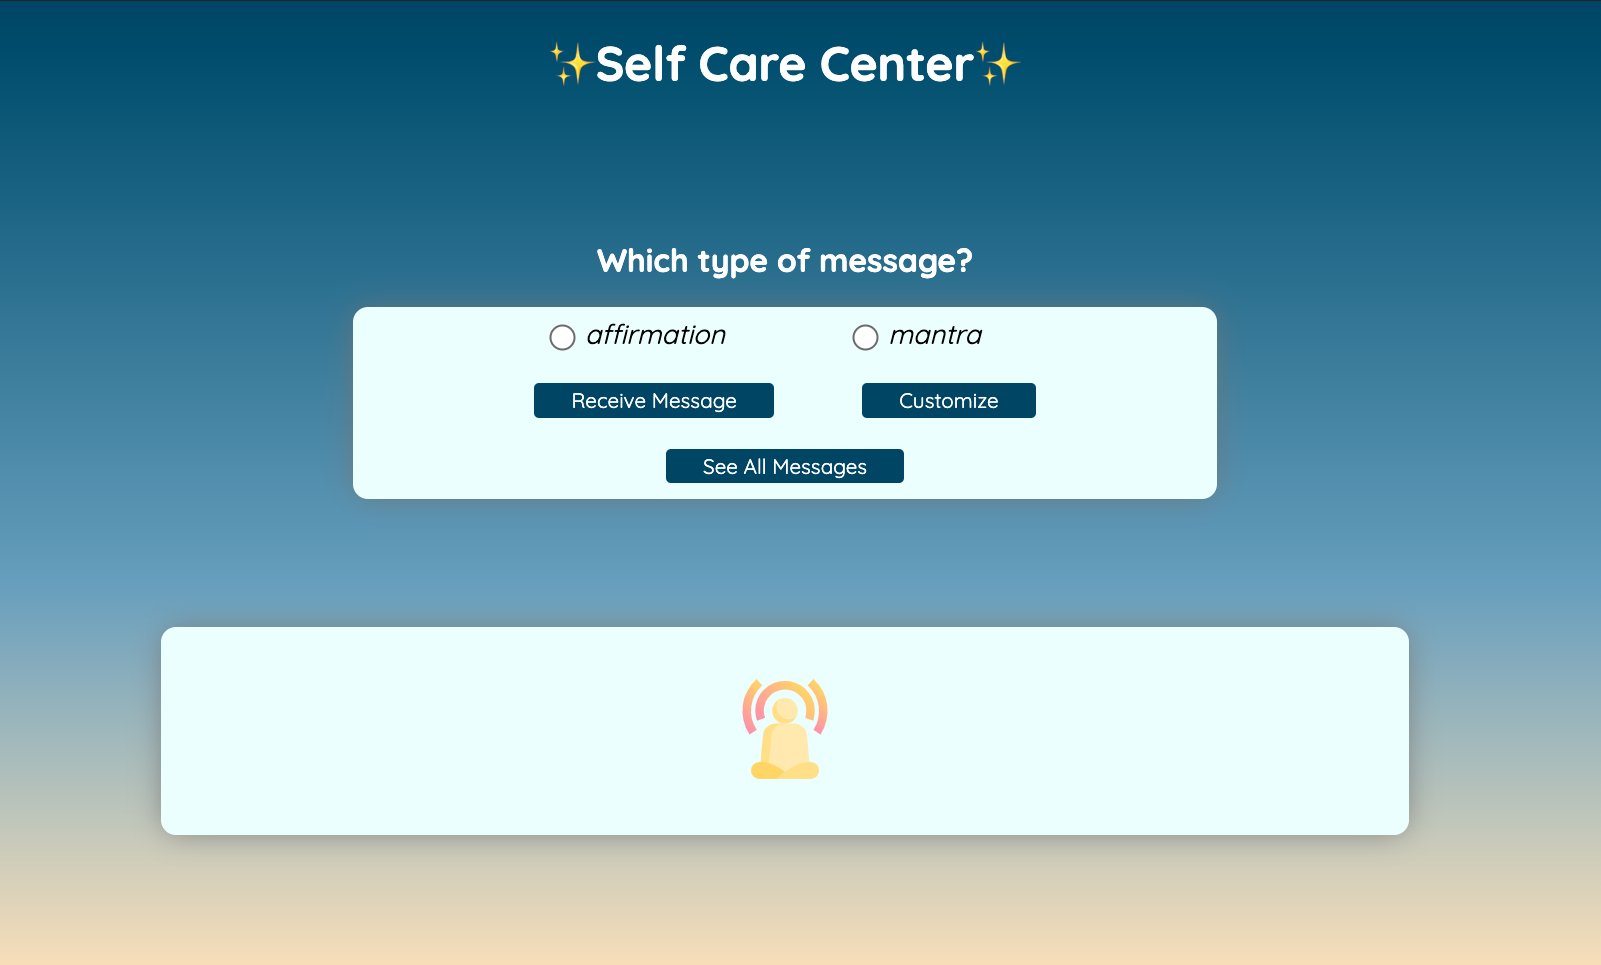 ✨Self Care Center✨
Which type of message?
affirmation mantra
Receive Message Customize
See All Messages